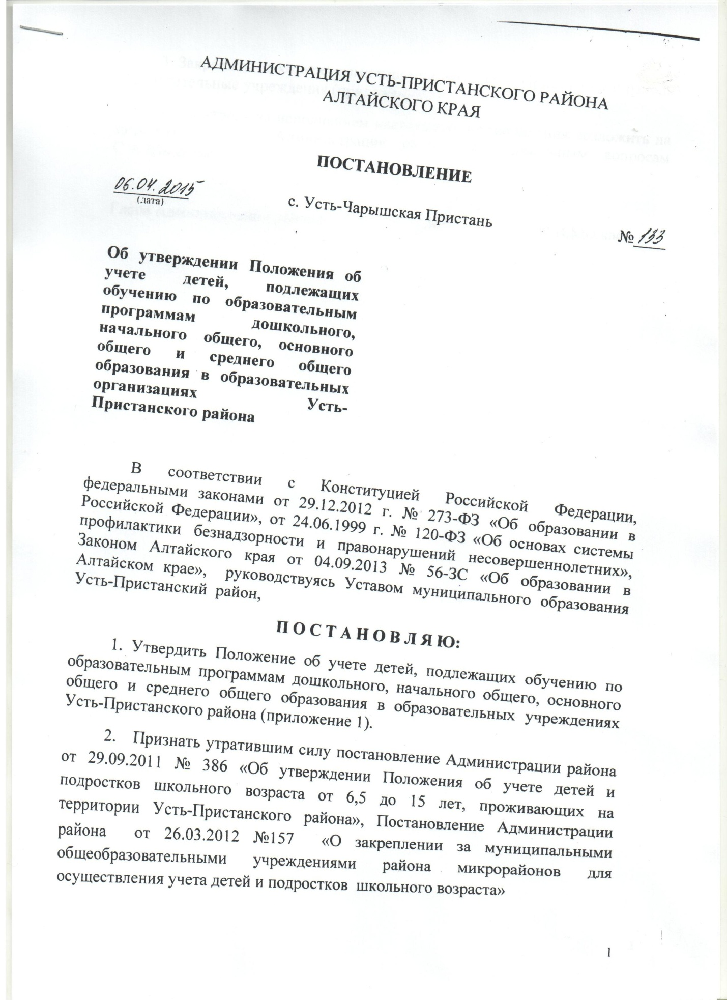 АДМИНИСТРАЦИЯ УСТЬ-ПРИСТАНСКОГО РАЙОНА
АЛТАЙСКОГО КРАЯ
ПОСТАНОВЛЕНИЕ
06.04.2015
(дата)
с. Усть-Чарышская Пристань
№ 133
Об утверждении Положения об
учете детей, подлежащих
обучению по образовательным
программам дошкольного,
начального общего, основного
общего и среднего общего
образования в образовательных
организациях Усть-
Пристанского района
В соответствии с Конституцией Российской Федерации,
федеральными законами от 29.12.2012 г. № 273-ФЗ «Об образовании в
Российской Федерации», от 24.06.1999 г. № 120-ФЗ «Об основах системы
профилактики безнадзорности и правонарушений несовершеннолетних»,
Законом Алтайского края от 04.09.2013 № 56-ЗС «Об образовании в
Алтайском крае», руководствуясь Уставом муниципального образования
Усть-Пристанский район,
П О С Т А Н О В Л Я Ю:
1. Утвердить Положение об учете детей, подлежащих обучению по
образовательным программам дошкольного, начального общего, основного
общего и среднего общего образования в образовательных учреждениях
Усть-Пристанского района (приложение 1).
2. Признать утратившим силу постановление Администрации района
от 29.09.2011 № 386 «Об утверждении Положения об учете детей и
подростков школьного возраста от 6,5 до 15 лет, проживающих на
территории Усть-Пристанского района», Постановление Администрации
района от 26.03.2012 №157 «О закреплении за муниципальными
общеобразовательными учреждениями района микрорайонов для
осуществления учета детей и подростков школьного возраста»
1